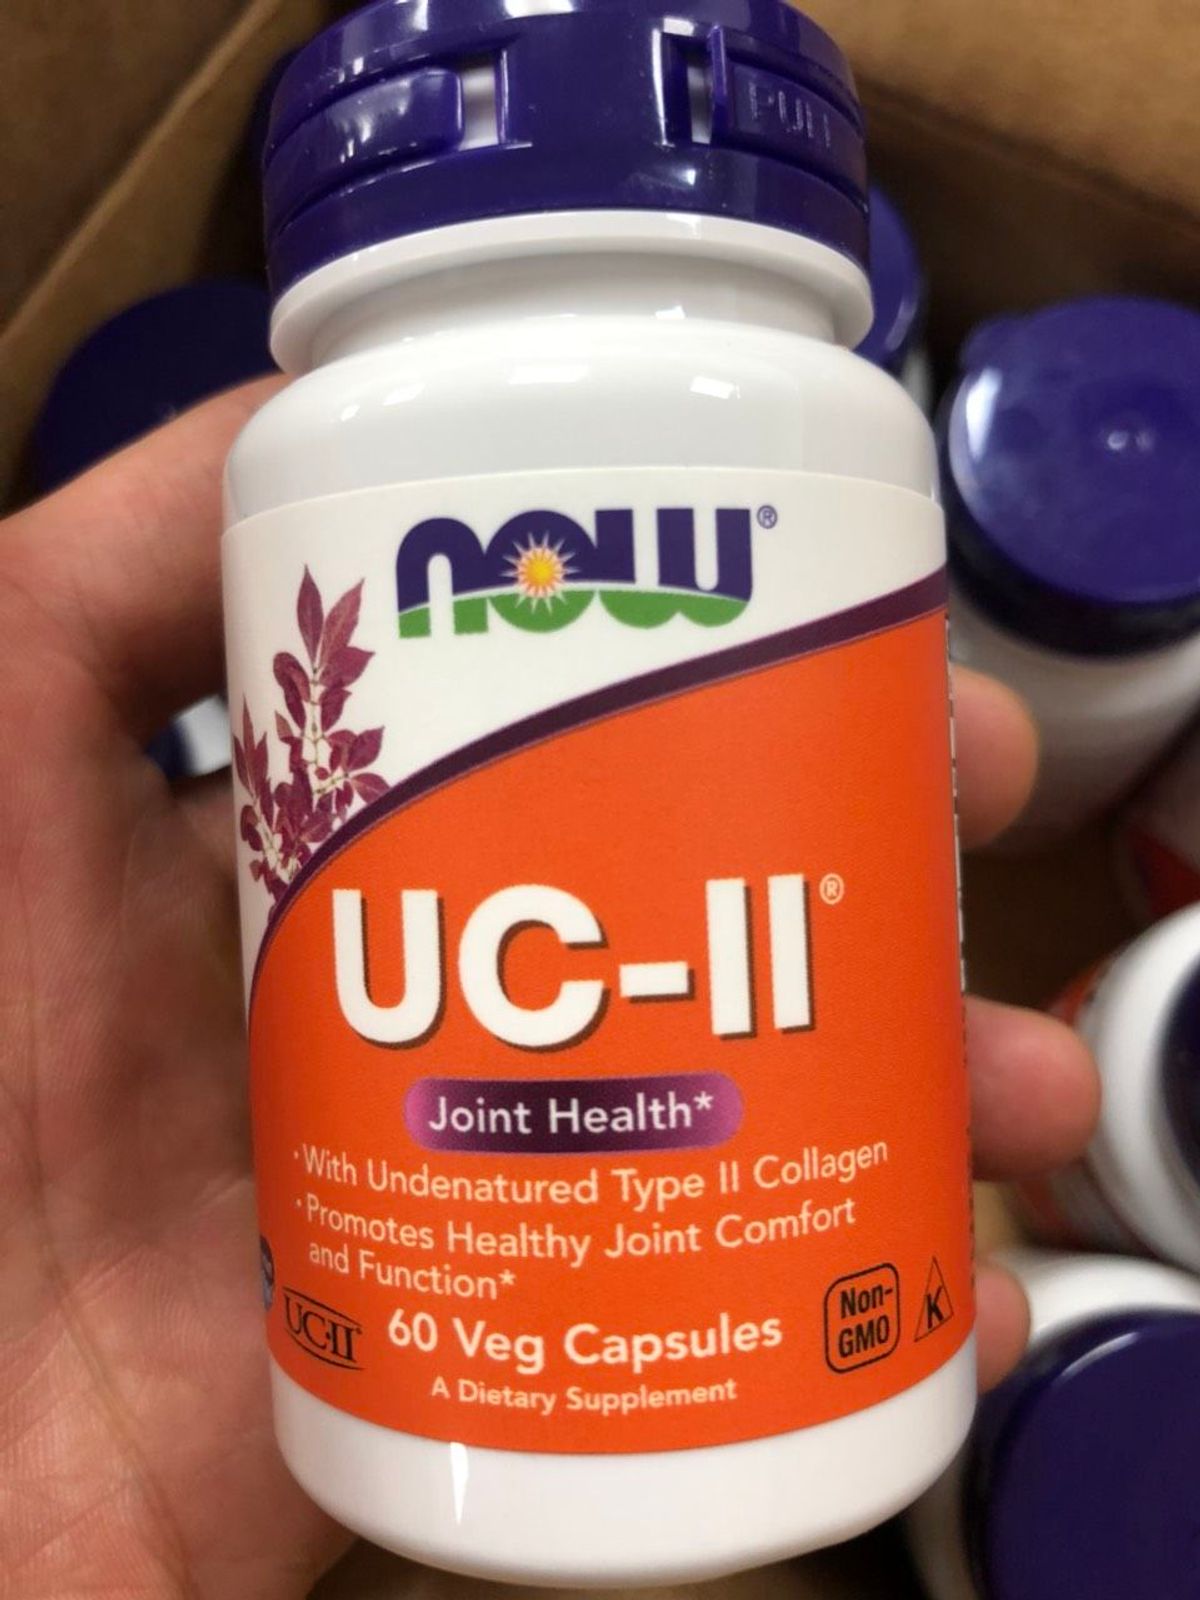 PULL
NOW®
UC-II®
Joint Health*
• With Undenatured Type II Collagen
• Promotes Healthy Joint Comfort
and Function*
UC-II®
60 Veg Capsules
Non-
GMO
K
A Dietary Supplement